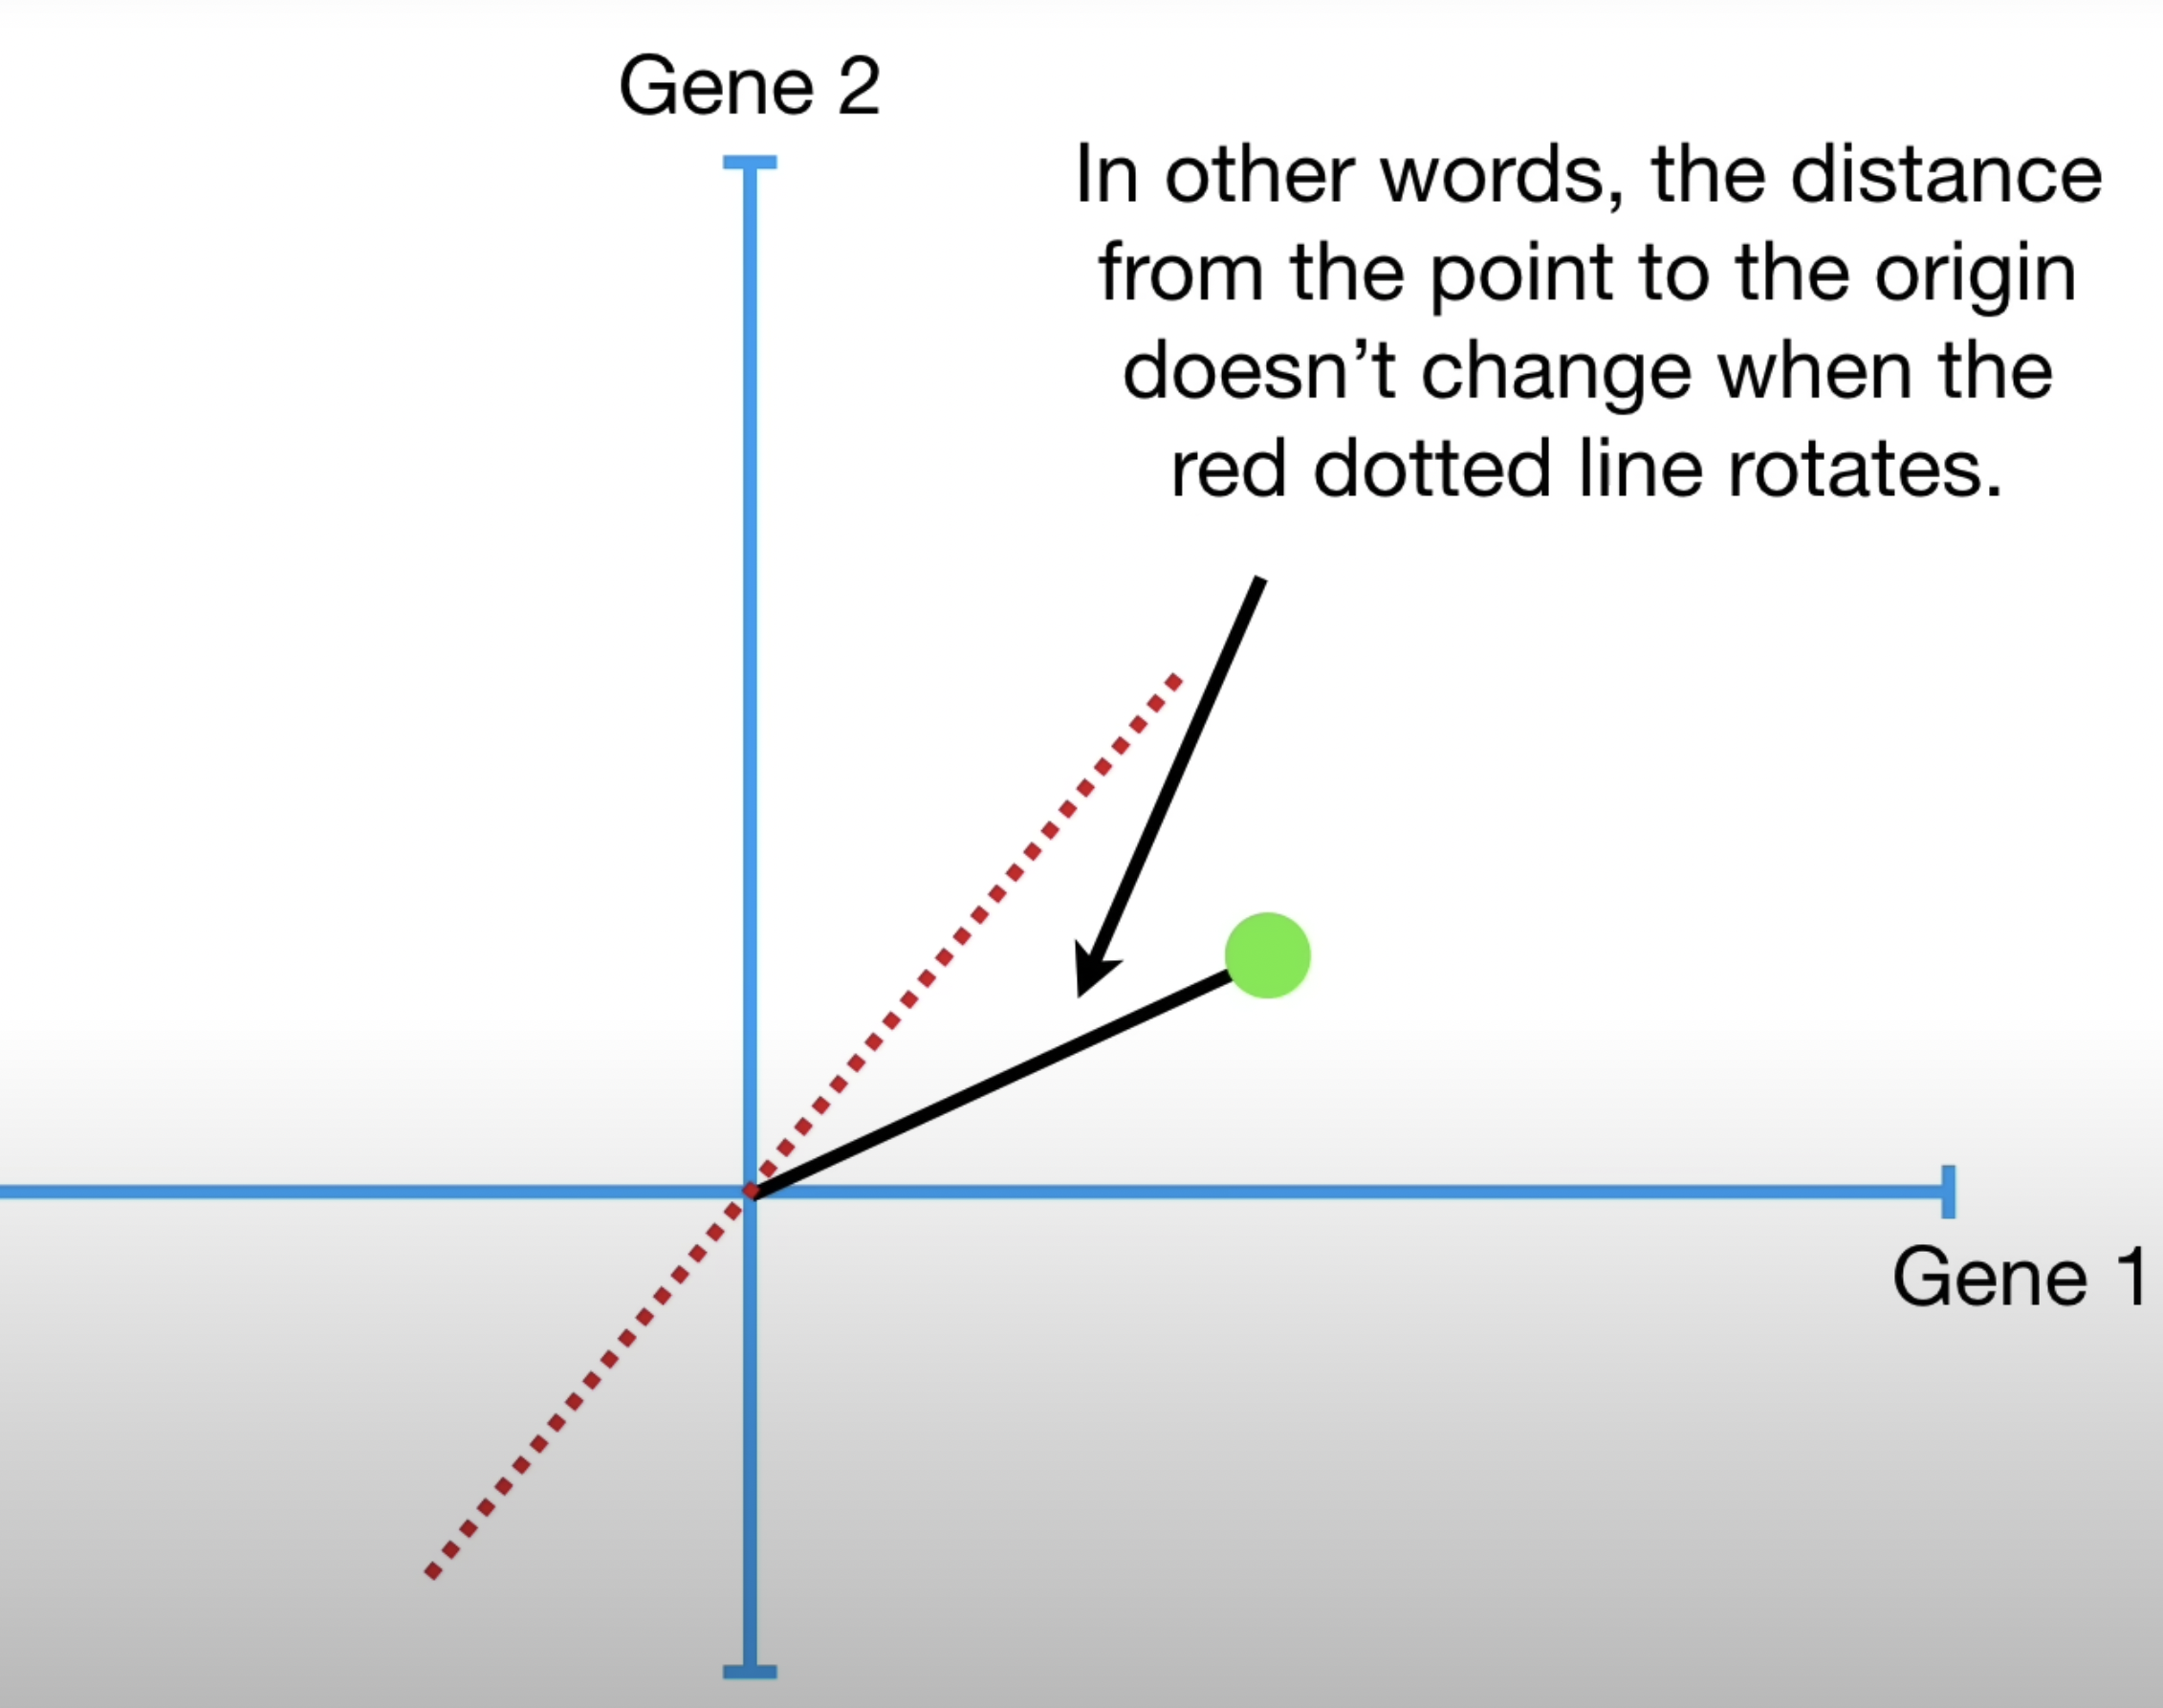 Gene 2
In other words, the distance
from the point to the origin
doesn’t change when the
red dotted line rotates.
Gene 1